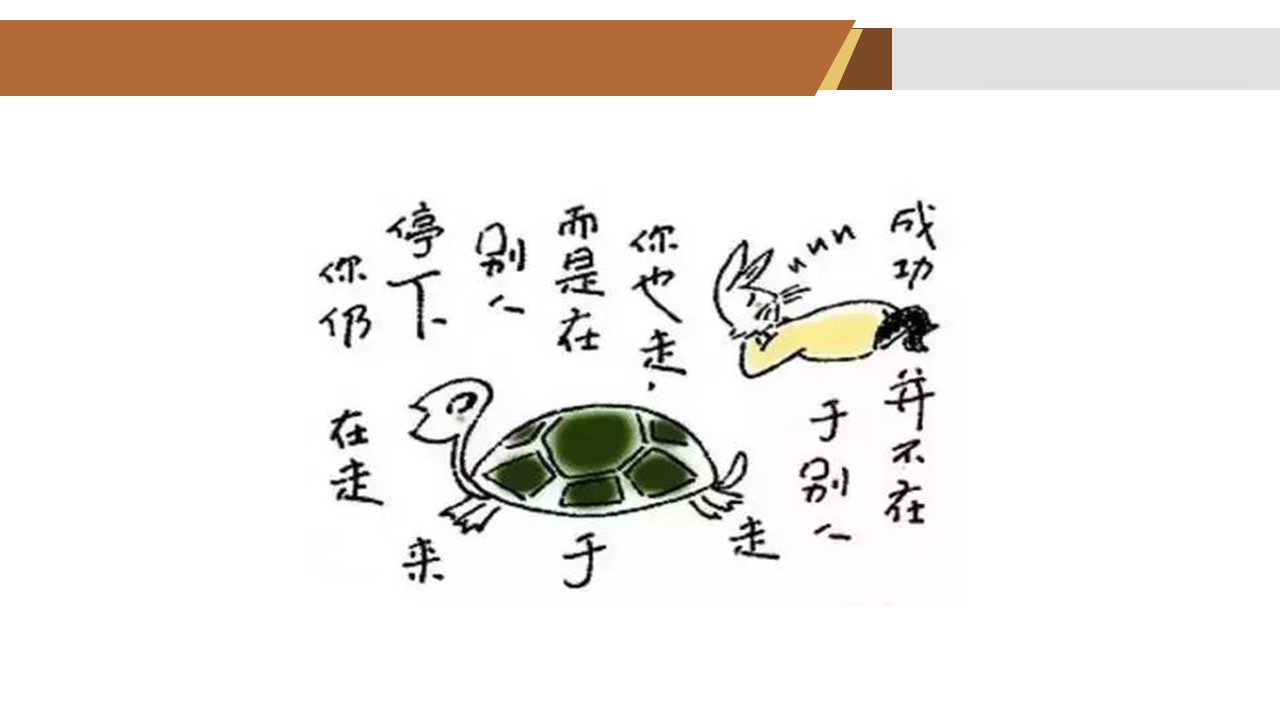 成功并不在
于别人
走
你也走，
而是在于
别人
停下来
你仍在走